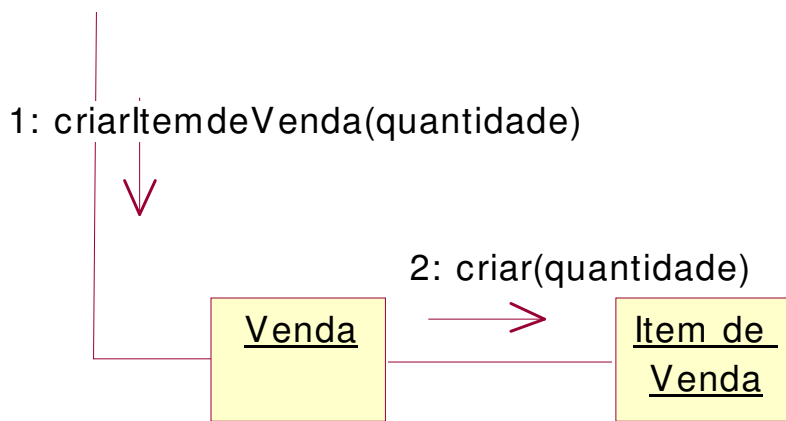 1: criarItemdeVenda(quantidade)
2: criar(quantidade)
Venda
Item de
Venda